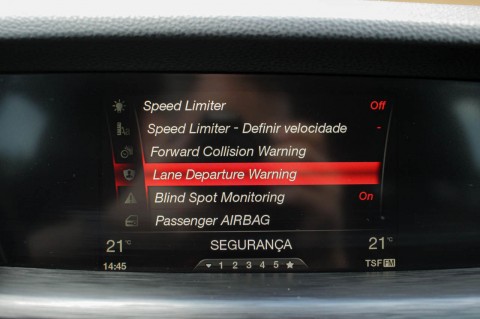 Speed Limiter Off
Speed Limiter - Definir velocidade -
Forward Collision Warning
Lane Departure Warning
Blind Spot Monitoring On
Passenger AIRBAG
21°C SEGURANÇA 21°C
14:45 1 2 3 4 5 TSF FM